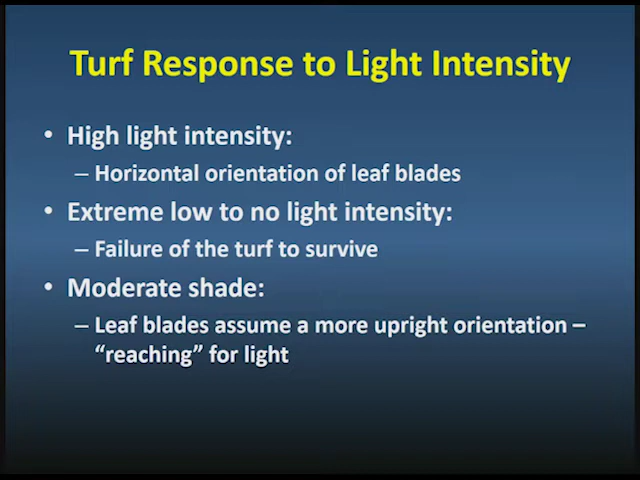 Turf Response to Light Intensity
• High light intensity:
– Horizontal orientation of leaf blades
• Extreme low to no light intensity:
– Failure of the turf to survive
• Moderate shade:
– Leaf blades assume a more upright orientation –
“reaching” for light